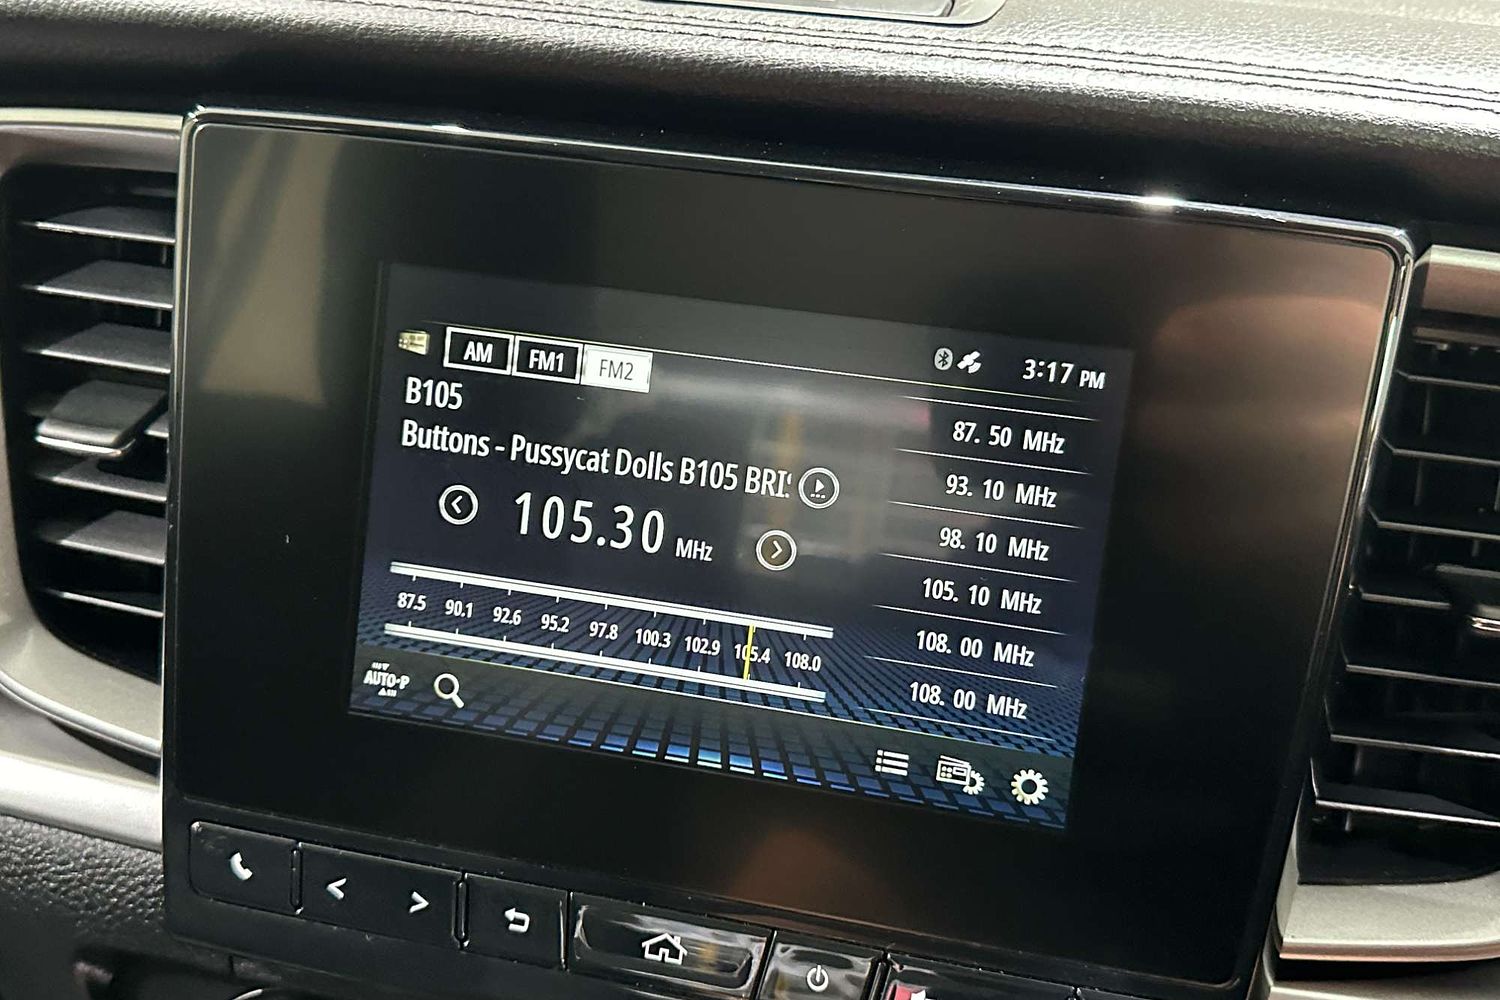 AM FM1 FM2
3:17 PM
B105
Buttons - Pussycat Dolls B105 BRI
105.30 MHz
87.5 90.1 92.6 95.2 97.8 100.3 102.9 105.4 108.0
AUTO-P
87. 50 MHz
93. 10 MHz
98. 10 MHz
105. 10 MHz
108. 00 MHz
108. 00 MHz